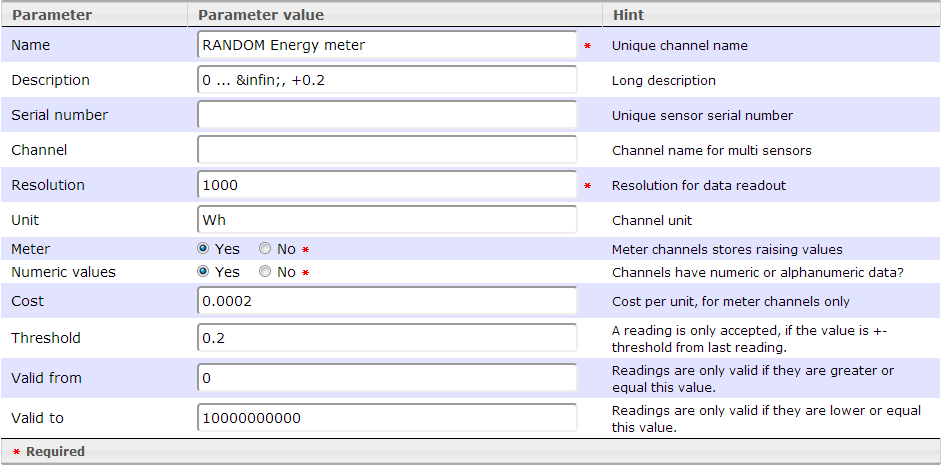 Parameter Parameter value Hint
Name RANDOM Energy meter * Unique channel name
Description 0 ... &infin;, +0.2 Long description
Serial number Unique sensor serial number
Channel Channel name for multi sensors
Resolution 1000 * Resolution for data readout
Unit Wh Channel unit
Meter Yes No * Meter channels stores raising values
Numeric values Yes No * Channels have numeric or alphanumeric data?
Cost 0.0002 Cost per unit, for meter channels only
Threshold 0.2 A reading is only accepted, if the value is +-
threshold from last reading.
Valid from 0 Readings are only valid if they are greater or
equal this value.
Valid to 10000000000 Readings are only valid if they are lower or equal
this value.
* Required